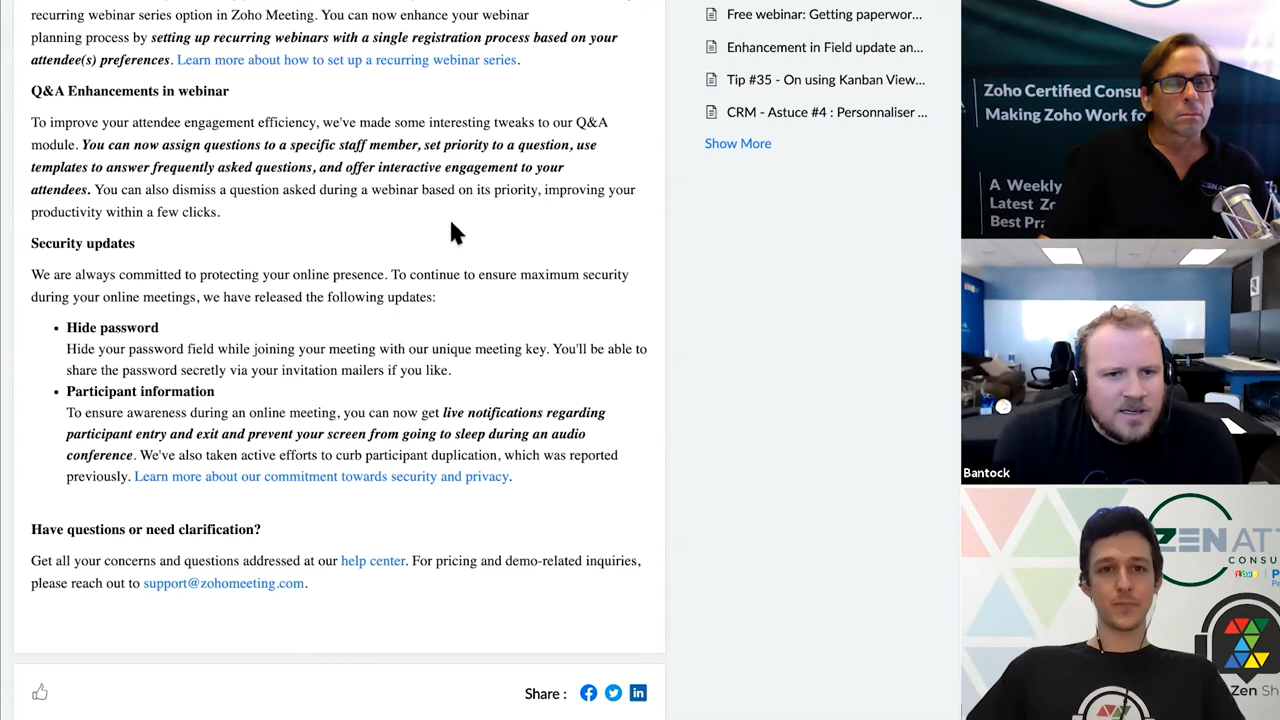 recurring webinar series option in Zoho Meeting. You can now enhance your webinar
planning process by setting up recurring webinars with a single registration process based on your
attendee(s) preferences. Learn more about how to set up a recurring webinar series.
Q&A Enhancements in webinar
To improve your attendee engagement efficiency, we've made some interesting tweaks to our Q&A
module. You can now assign questions to a specific staff member, set priority to a question, use
templates to answer frequently asked questions, and offer interactive engagement to your
attendees. You can also dismiss a question asked during a webinar based on its priority, improving your
productivity within a few clicks.
Security updates
We are always committed to protecting your online presence. To continue to ensure maximum security
during your online meetings, we have released the following updates:
• Hide password
Hide your password field while joining your meeting with our unique meeting key. You'll be able to
share the password secretly via your invitation mailers if you like.
• Participant information
To ensure awareness during an online meeting, you can now get live notifications regarding
participant entry and exit and prevent your screen from going to sleep during an audio
conference. We've also taken active efforts to curb participant duplication, which was reported
previously. Learn more about our commitment towards security and privacy.
Have questions or need clarification?
Get all your concerns and questions addressed at our help center. For pricing and demo-related inquiries,
please reach out to support@zohomeeting.com.
Share :
Free webinar: Getting paperwor...
Enhancement in Field update an...
Tip #35 - On using Kanban View...
CRM - Astuce #4 : Personnaliser ...
Show More
Zoho Certified Consu
Making Zoho Work fo
A Weekly
Latest Zo
Best Pra
Bantock
ZEN ATT
CONSU
Zen Sh